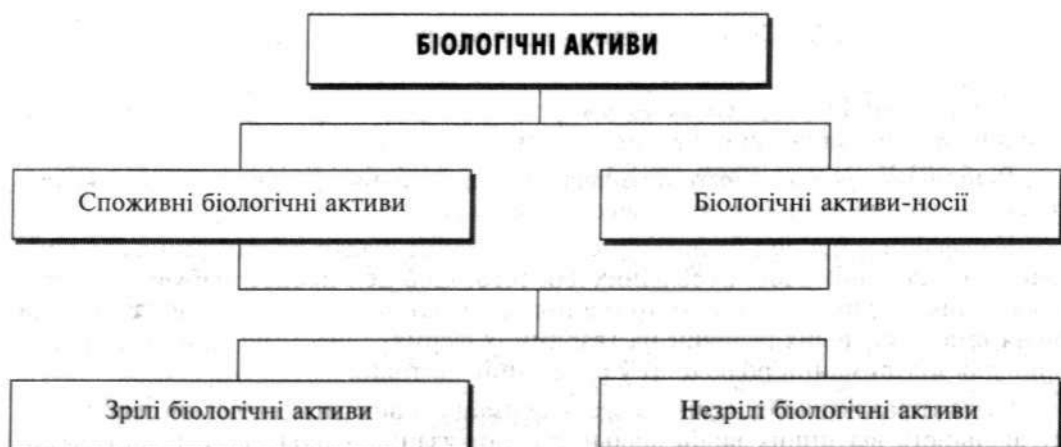 БІОЛОГІЧНІ АКТИВИ
Споживні біологічні активи
Біологічні активи-носії
Зрілі біологічні активи
Незрілі біологічні активи